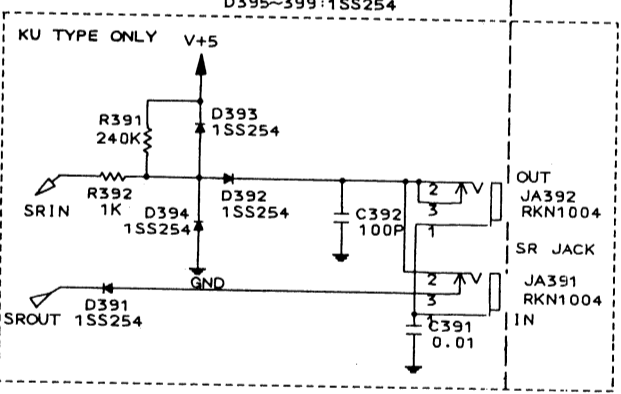 D395~399:1SS254
KU TYPE ONLY
V+5
R391
240K
D393
1SS254
SRIN
R392
1K
D394
1SS254
D392
1SS254
C392
100P
2
3
1
OUT
JA392
RKN1004
SR JACK
GND
SROUT
D391
1SS254
2
3
1
JA391
RKN1004
IN
C391
0.01